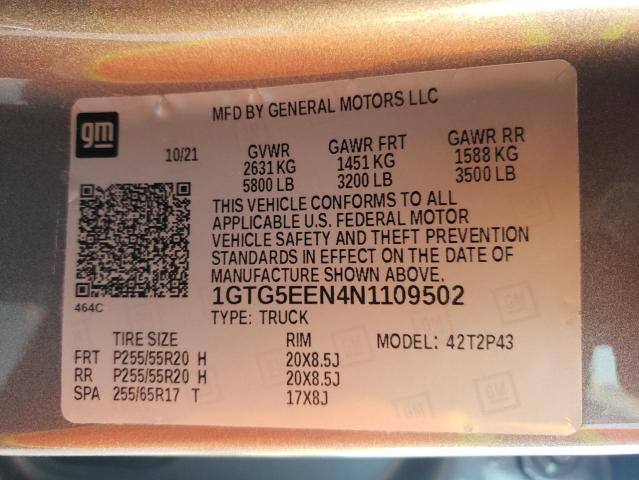 gm
MFD BY GENERAL MOTORS LLC
10/21 GVWR GAWR FRT GAWR RR
2631 KG 1451 KG 1588 KG
5800 LB 3200 LB 3500 LB
THIS VEHICLE CONFORMS TO ALL
APPLICABLE U.S. FEDERAL MOTOR
VEHICLE SAFETY AND THEFT PREVENTION
STANDARDS IN EFFECT ON THE DATE OF
MANUFACTURE SHOWN ABOVE.
464C
1GTG5EEN4N1109502
TYPE: TRUCK
TIRE SIZE RIM MODEL: 42T2P43
FRT P255/55R20 H 20X8.5J
RR P255/55R20 H 20X8.5J
SPA 255/65R17 T 17X8J